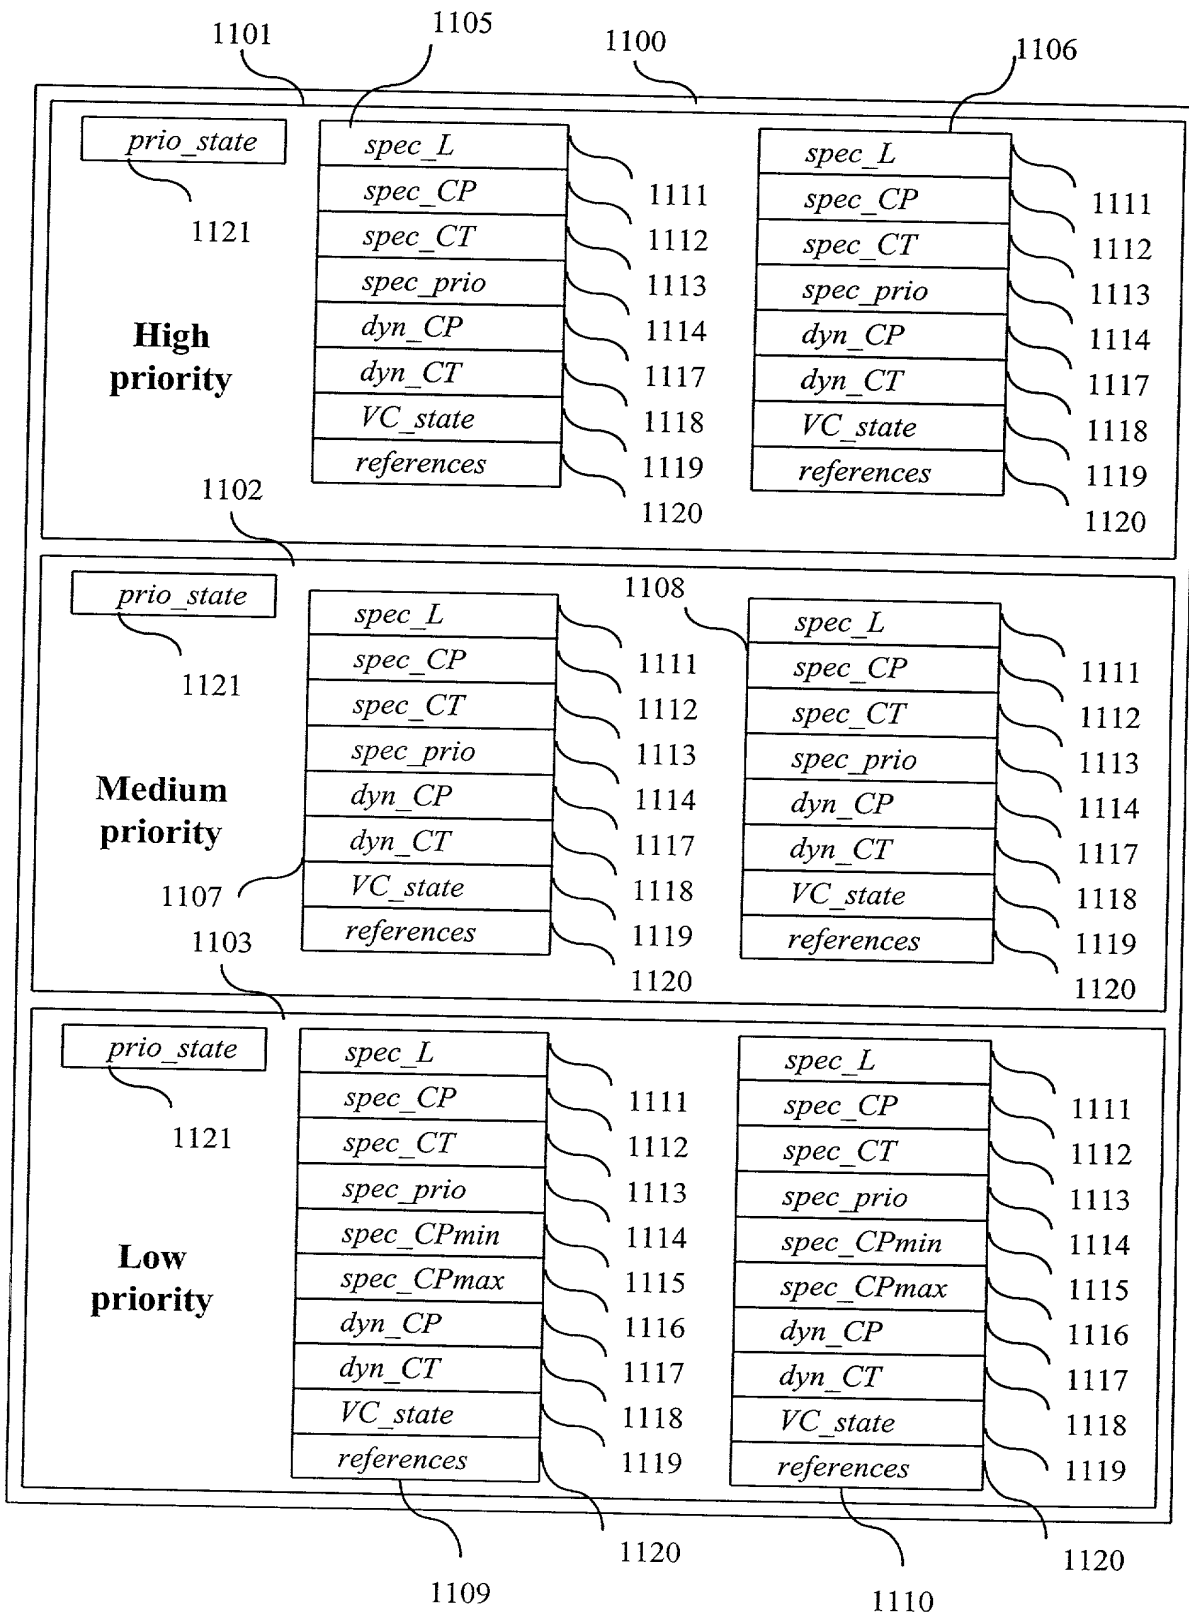 1101
1105
1100
1106
prio_state
1121
High
priority
spec_L
1111
spec_CP
1112
spec_CT
1113
spec_prio
1114
dyn_CP
1117
dyn_CT
1118
VC_state
1119
references
1120
spec_L
1111
spec_CP
1112
spec_CT
1113
spec_prio
1114
dyn_CP
1117
dyn_CT
1118
VC_state
1119
references
1120
1102
prio_state
1121
Medium
priority
1107
spec_L
1111
spec_CP
1112
spec_CT
1113
spec_prio
1114
dyn_CP
1117
dyn_CT
1118
VC_state
1119
references
1120
1108
spec_L
1111
spec_CP
1112
spec_CT
1113
spec_prio
1114
dyn_CP
1117
dyn_CT
1118
VC_state
1119
references
1120
1103
prio_state
1121
Low
priority
spec_L
1111
spec_CP
1112
spec_CT
1113
spec_prio
1114
spec_CPmin
1115
spec_CPmax
1116
dyn_CP
1117
dyn_CT
1118
VC_state
1119
references
1120
1109
spec_L
1111
spec_CP
1112
spec_CT
1113
spec_prio
1114
spec_CPmin
1115
spec_CPmax
1116
dyn_CP
1117
dyn_CT
1118
VC_state
1119
references
1120
1110